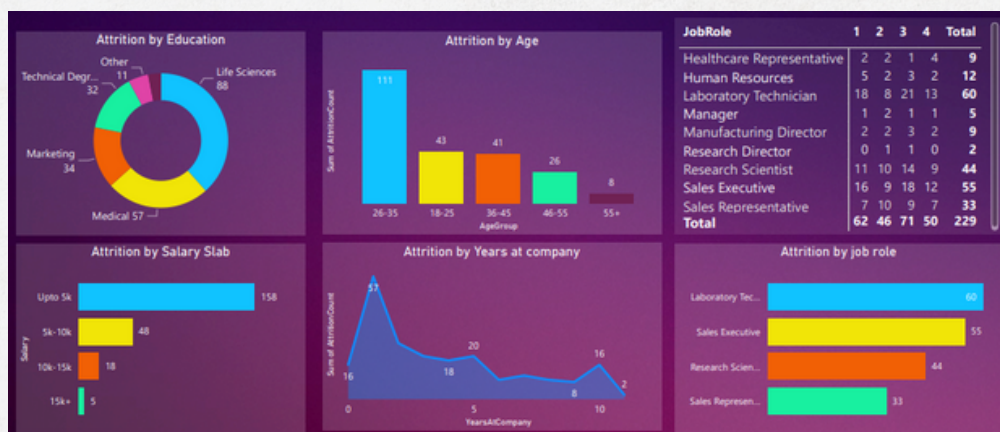 Attrition by Education
Other
11
Technical Degr...
32
Life Sciences
88
Marketing
34
Medical 57
Attrition by Age
Sum of AttritionCount
111
43
41
26
8
26-35 18-25 36-45 46-55 55+
AgeGroup
JobRole 1 2 3 4 Total
Healthcare Representative 2 2 1 4 9
Human Resources 5 2 3 2 12
Laboratory Technician 18 8 21 13 60
Manager 1 2 1 1 5
Manufacturing Director 2 2 3 2 9
Research Director 0 1 1 0 2
Research Scientist 11 10 14 9 44
Sales Executive 16 9 18 12 55
Sales Representative 7 10 9 7 33
Total 62 46 71 50 229
Attrition by Salary Slab
Salary
Upto 5k 158
5k-10k 48
10k-15k 18
15k+ 5
Attrition by Years at company
Sum of AttritionCount
57
16
18
20
8
16
2
0 5 10
YearsAtCompany
Attrition by job role
Laboratory Tec... 60
Sales Executive 55
Research Scien... 44
Sales Represen... 33